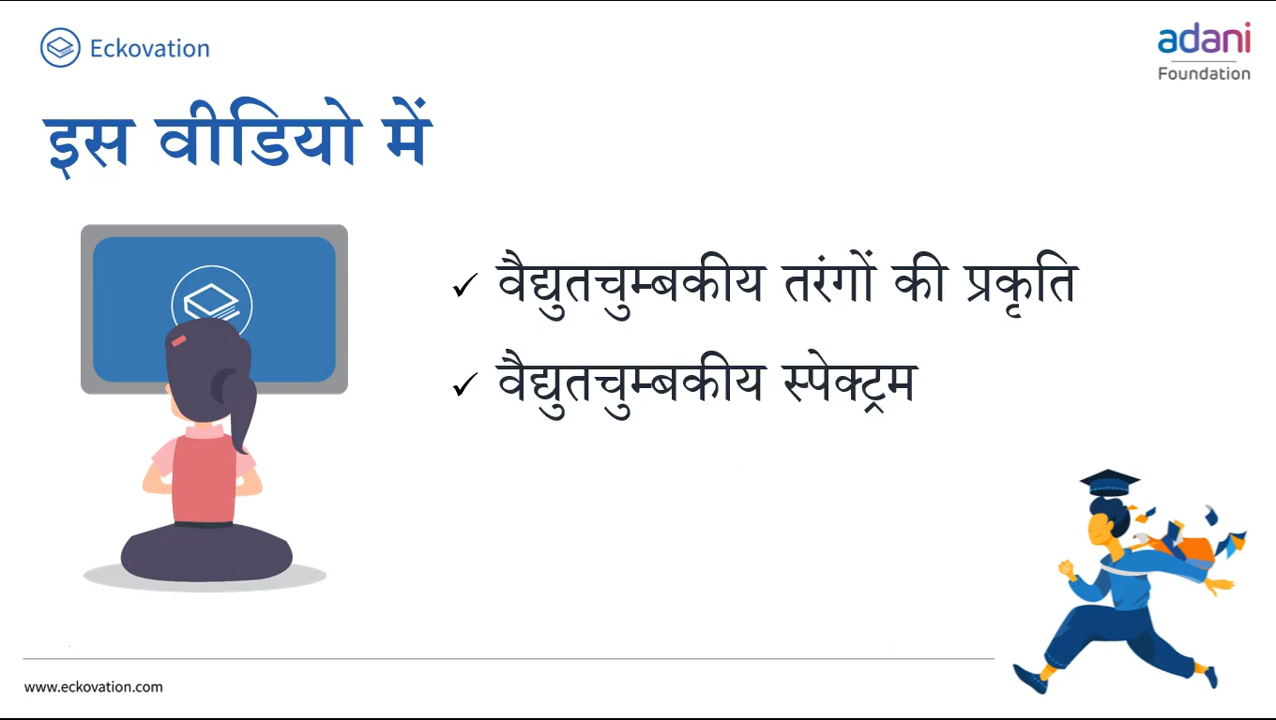 Eckovation
adani
Foundation
इस वीडियो में
✓ वैद्युतचुम्बकीय तरंगों की प्रकृति
✓ वैद्युतचुम्बकीय स्पेक्ट्रम
www.eckovation.com